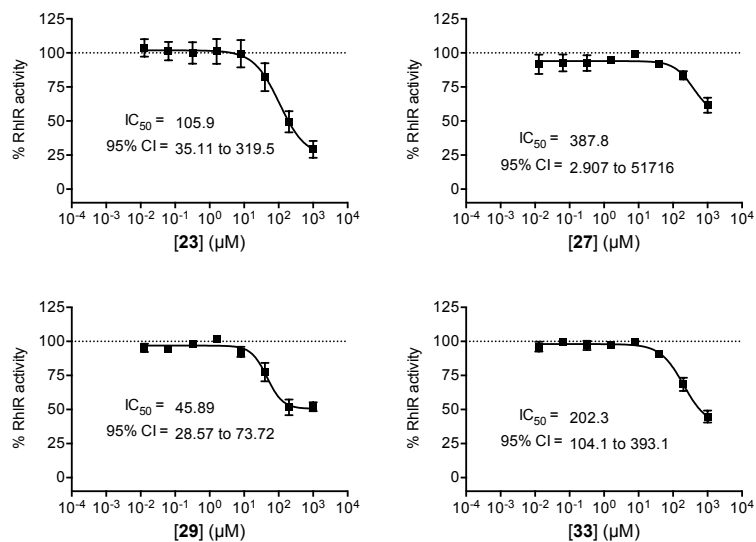 125
100
75
50
25
0
% RhlR activity
IC50 = 105.9
95% CI = 35.11 to 319.5
10-4 10-3 10-2 10-1 100 101 102 103 104
[23] (µM)
125
100
75
50
25
0
% RhlR activity
IC50 = 387.8
95% CI = 2.907 to 51716
10-4 10-3 10-2 10-1 100 101 102 103 104
[27] (µM)
125
100
75
50
25
0
% RhlR activity
IC50 = 45.89
95% CI = 28.57 to 73.72
10-4 10-3 10-2 10-1 100 101 102 103 104
[29] (µM)
125
100
75
50
25
0
% RhlR activity
IC50 = 202.3
95% CI = 104.1 to 393.1
10-4 10-3 10-2 10-1 100 101 102 103 104
[33] (µM)